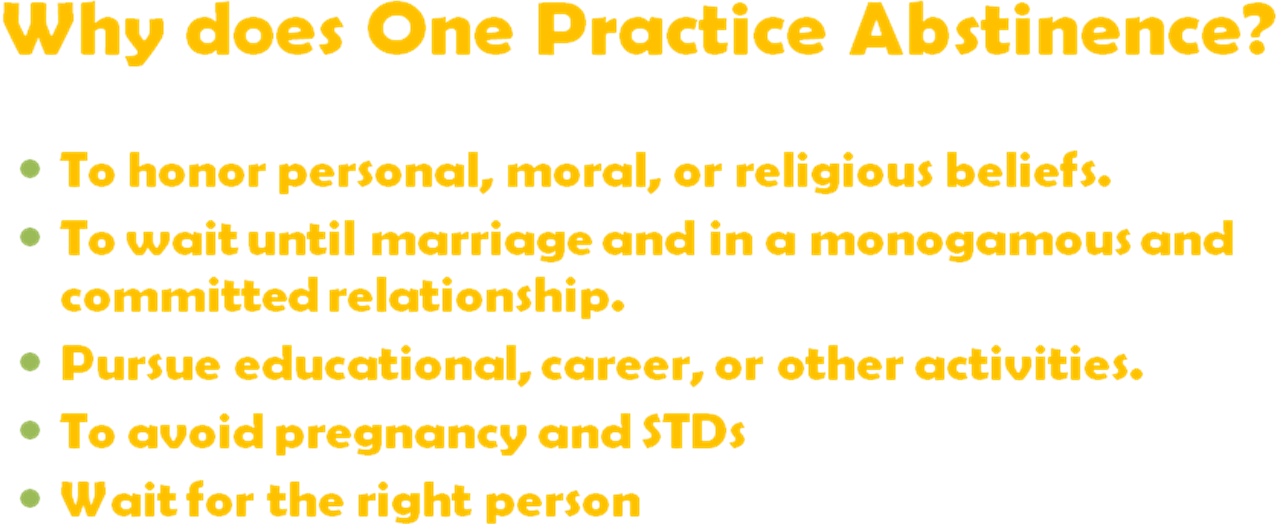 Why does One Practice Abstinence?
• To honor personal, moral, or religious beliefs.
• To wait until marriage and in a monogamous and
committed relationship.
• Pursue educational, career, or other activities.
• To avoid pregnancy and STDs
• Wait for the right person